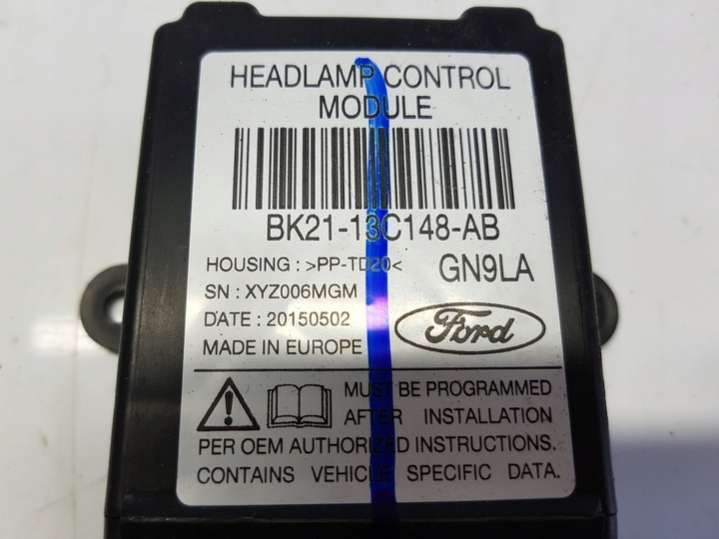 HEADLAMP CONTROL
MODULE
BK21-13C148-AB
HOUSING : >PP-TD20< GN9LA
SN : XYZ006MGM
DATE : 20150502
Ford
MADE IN EUROPE
MUST BE PROGRAMMED
AFTER INSTALLATION
PER OEM AUTHORIZED INSTRUCTIONS.
CONTAINS VEHICLE SPECIFIC DATA.